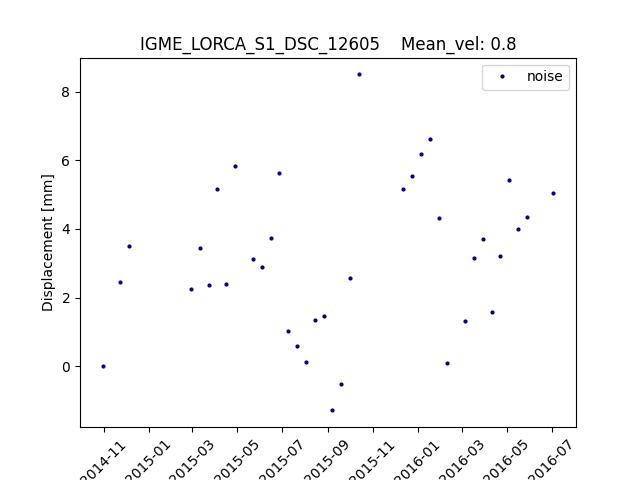 IGME_LORCA_S1_DSC_12605    Mean_vel: 0.8
noise
Displacement [mm]
8
6
4
2
0
2014-11 2015-01 2015-03 2015-05 2015-07 2015-09 2015-11 2016-01 2016-03 2016-05 2016-07